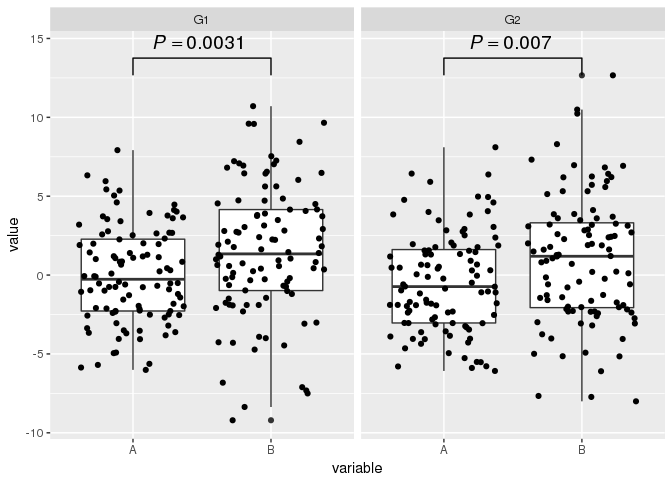 G1 G2
P = 0.0031 P = 0.007
15
10
5
0
-5
-10
value
A B A B
variable